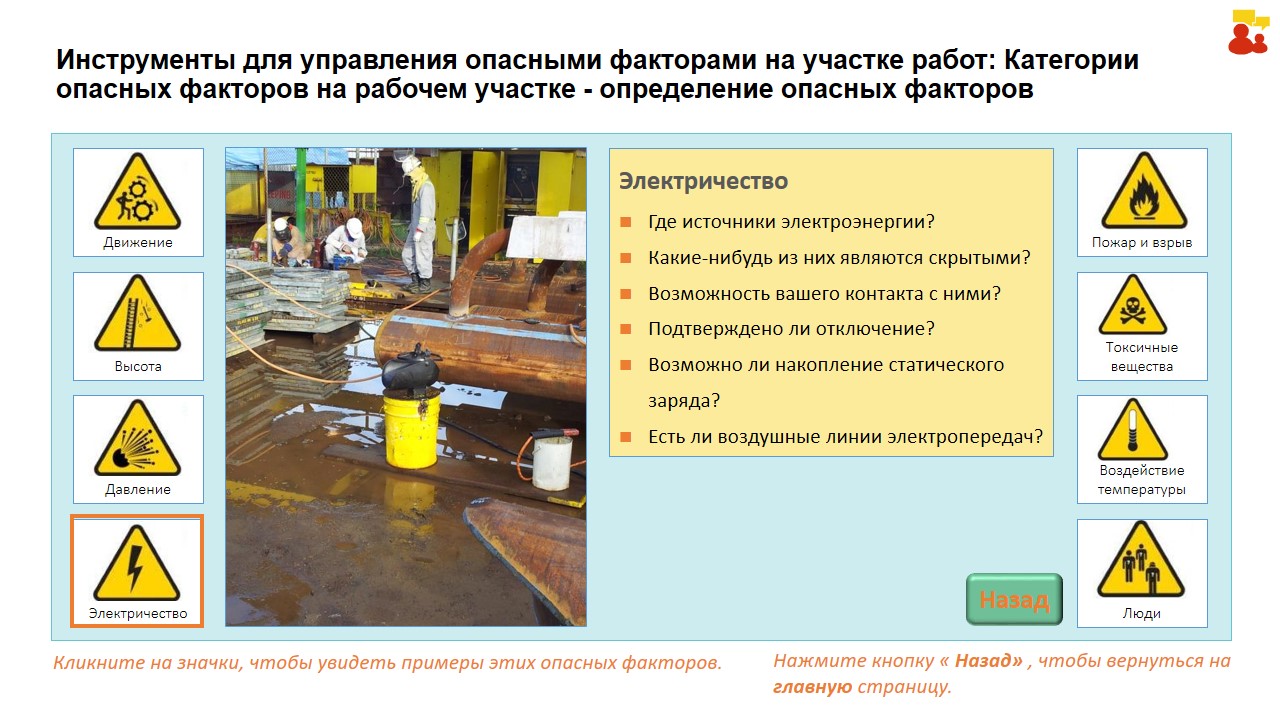 Инструменты для управления опасными факторами на участке работ: Категории
опасных факторов на рабочем участке - определение опасных факторов
Движение
Высота
Давление
Электричество
Электричество
Где источники электроэнергии?
Какие-нибудь из них являются скрытыми?
Возможность вашего контакта с ними?
Подтверждено ли отключение?
Возможно ли накопление статического
заряда?
Есть ли воздушные линии электропередач?
Назад
Пожар и взрыв
Токсичные
вещества
Воздействие
температуры
Люди
Кликните на значки, чтобы увидеть примеры этих опасных факторов.
Нажмите кнопку « Назад» , чтобы вернуться на
главную страницу.